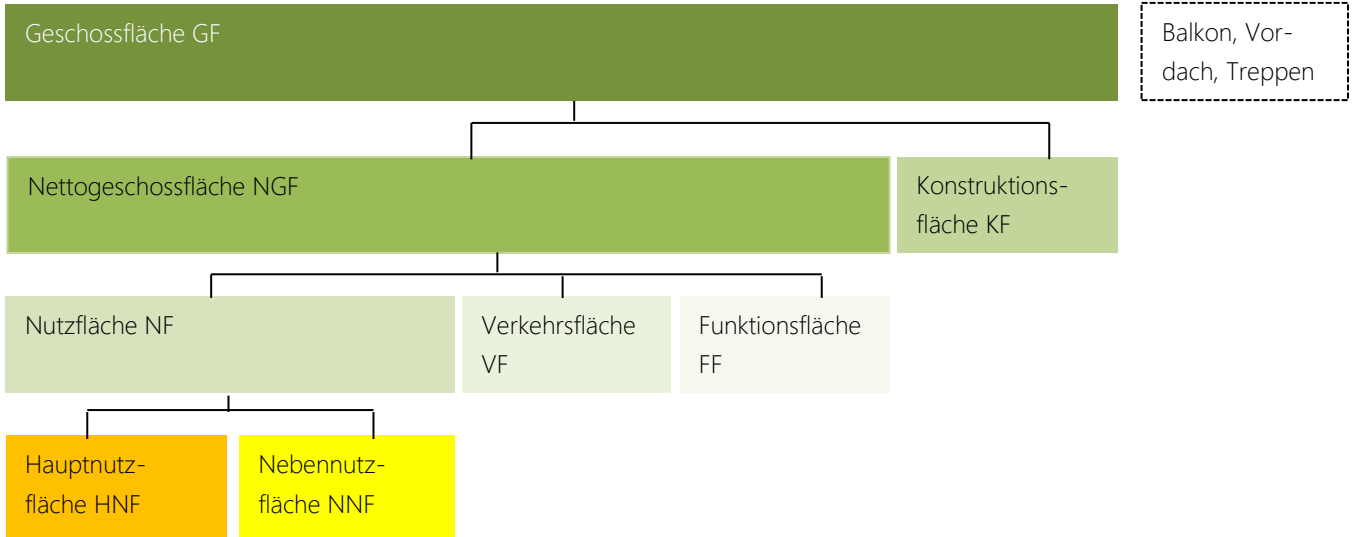 Geschossfläche GF
Balkon, Vor-
dach, Treppen
Nettogeschossfläche NGF
Konstruktions-
fläche KF
Nutzfläche NF
Verkehrsfläche
VF
Funktionsfläche
FF
Hauptnutz-
fläche HNF
Nebennutz-
fläche NNF